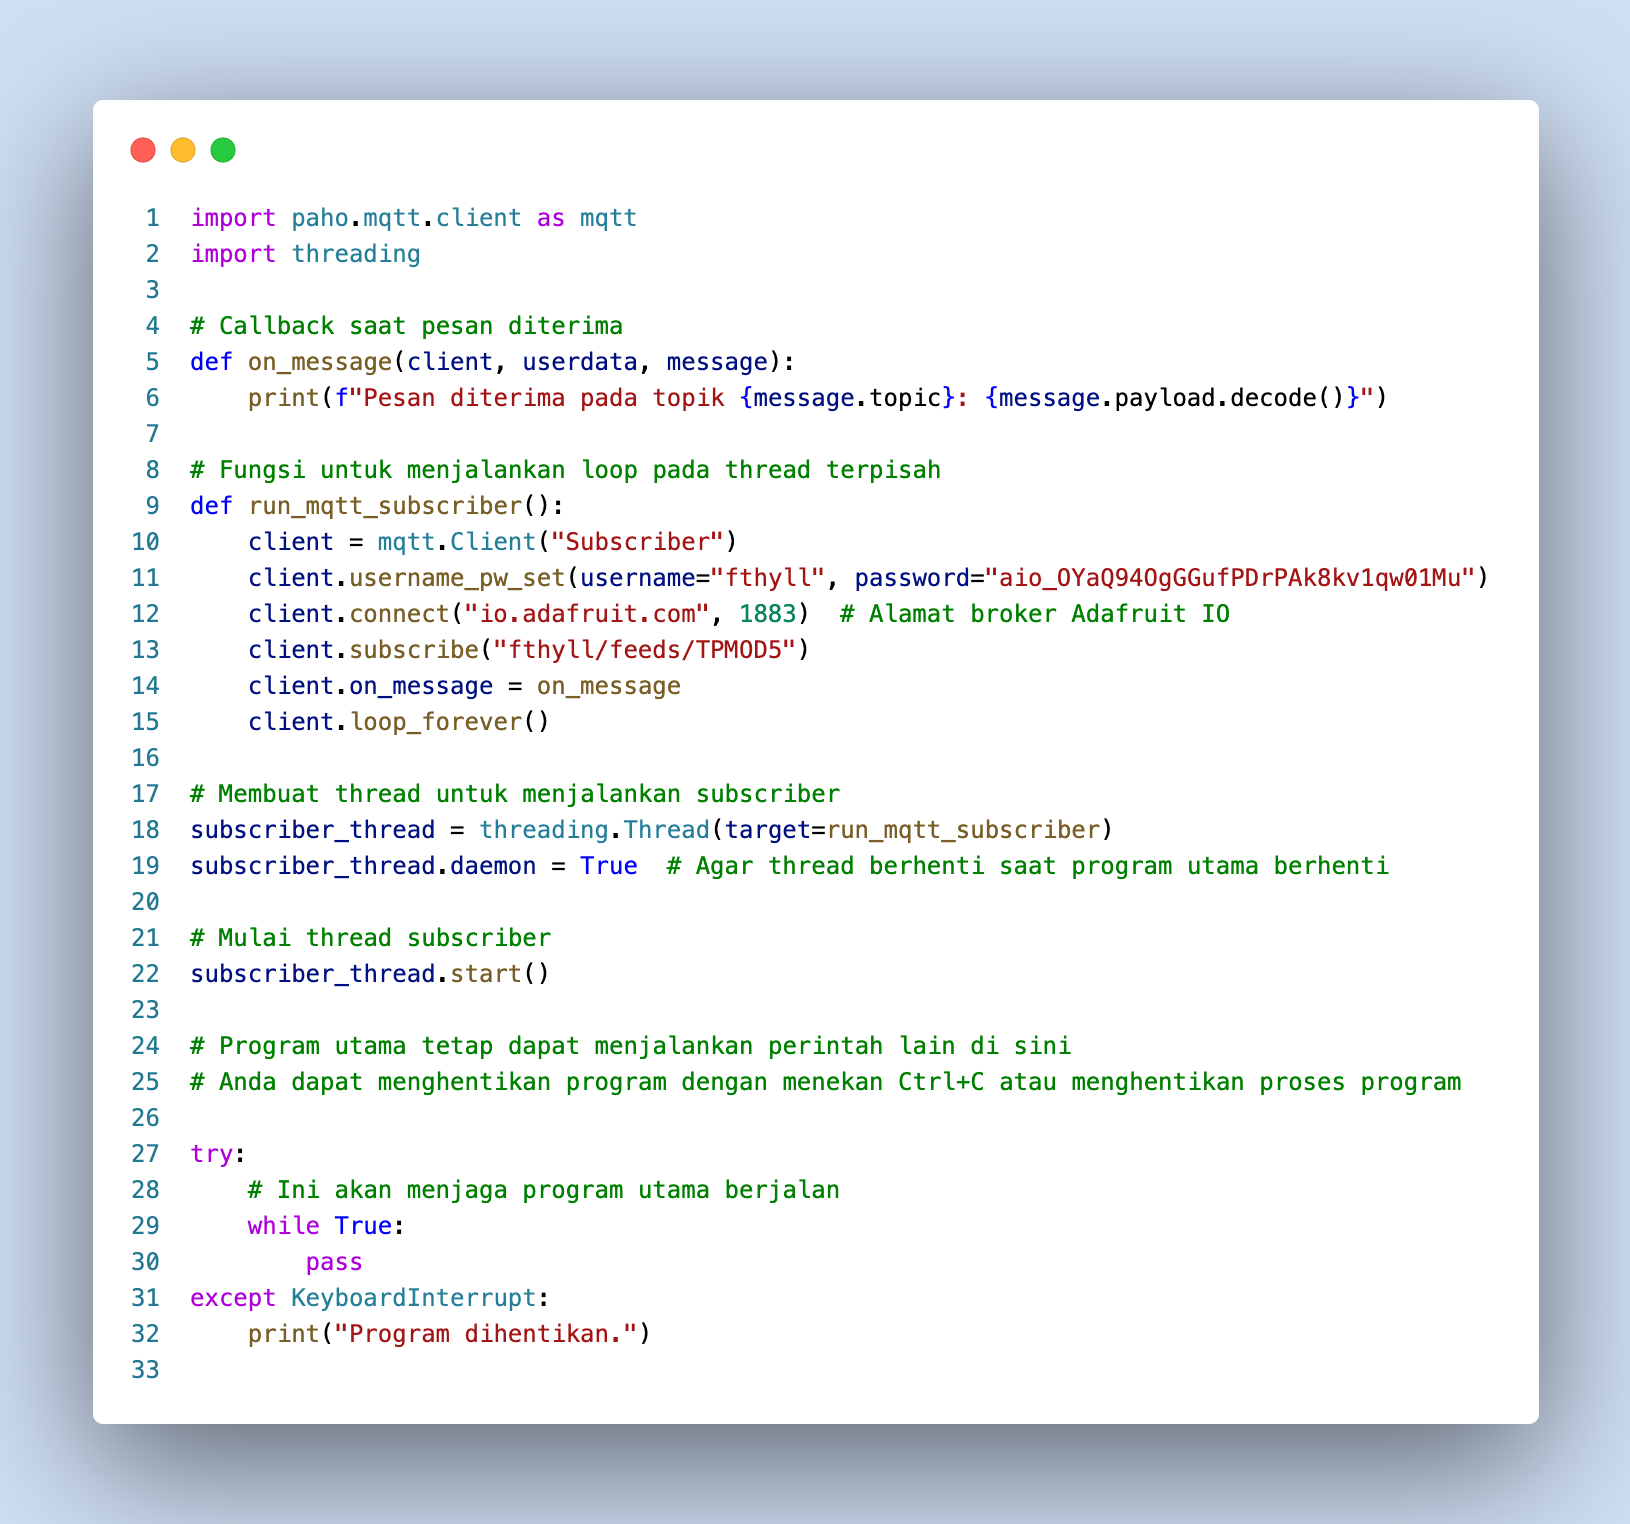 1 import paho.mqtt.client as mqtt
2 import threading
3
4 # Callback saat pesan diterima
5 def on_message(client, userdata, message):
6     print(f"Pesan diterima pada topik {message.topic}: {message.payload.decode()}")
7
8 # Fungsi untuk menjalankan loop pada thread terpisah
9 def run_mqtt_subscriber():
10     client = mqtt.Client("Subscriber")
11     client.username_pw_set(username="fthyll", password="aio_OYaQ94OgGGufPDrPAk8kv1qw01Mu")
12     client.connect("io.adafruit.com", 1883)  # Alamat broker Adafruit IO
13     client.subscribe("fthyll/feeds/TPMOD5")
14     client.on_message = on_message
15     client.loop_forever()
16
17 # Membuat thread untuk menjalankan subscriber
18 subscriber_thread = threading.Thread(target=run_mqtt_subscriber)
19 subscriber_thread.daemon = True  # Agar thread berhenti saat program utama berhenti
20
21 # Mulai thread subscriber
22 subscriber_thread.start()
23
24 # Program utama tetap dapat menjalankan perintah lain di sini
25 # Anda dapat menghentikan program dengan menekan Ctrl+C atau menghentikan proses program
26
27 try:
28     # Ini akan menjaga program utama berjalan
29     while True:
30         pass
31 except KeyboardInterrupt:
32     print("Program dihentikan.")
33